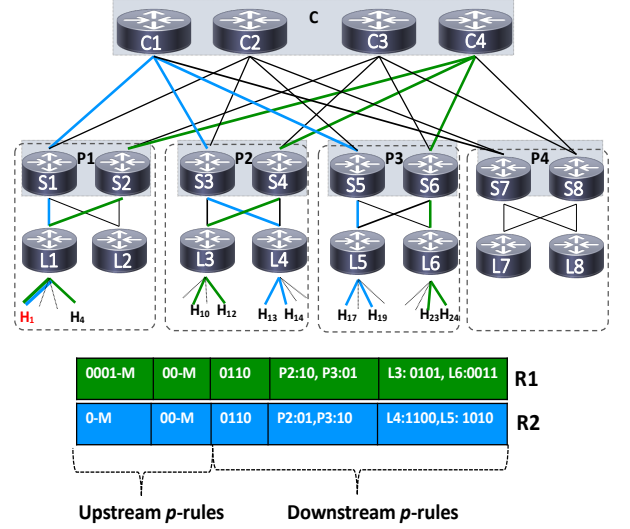 C
C1 C2 C3 C4
P1 P2 P3 P4
S1 S2 S3 S4 S5 S6 S7 S8
L1 L2 L3 L4 L5 L6 L7 L8
H1 H4 H10 H12 H13 H14 H17 H19 H23 H24
0001-M 00-M 0110 P2:10, P3:01 L3: 0101, L6:0011 R1
0-M 00-M 0110 P2:01,P3:10 L4:1100,L5: 1010 R2
Upstream p-rules Downstream p-rules